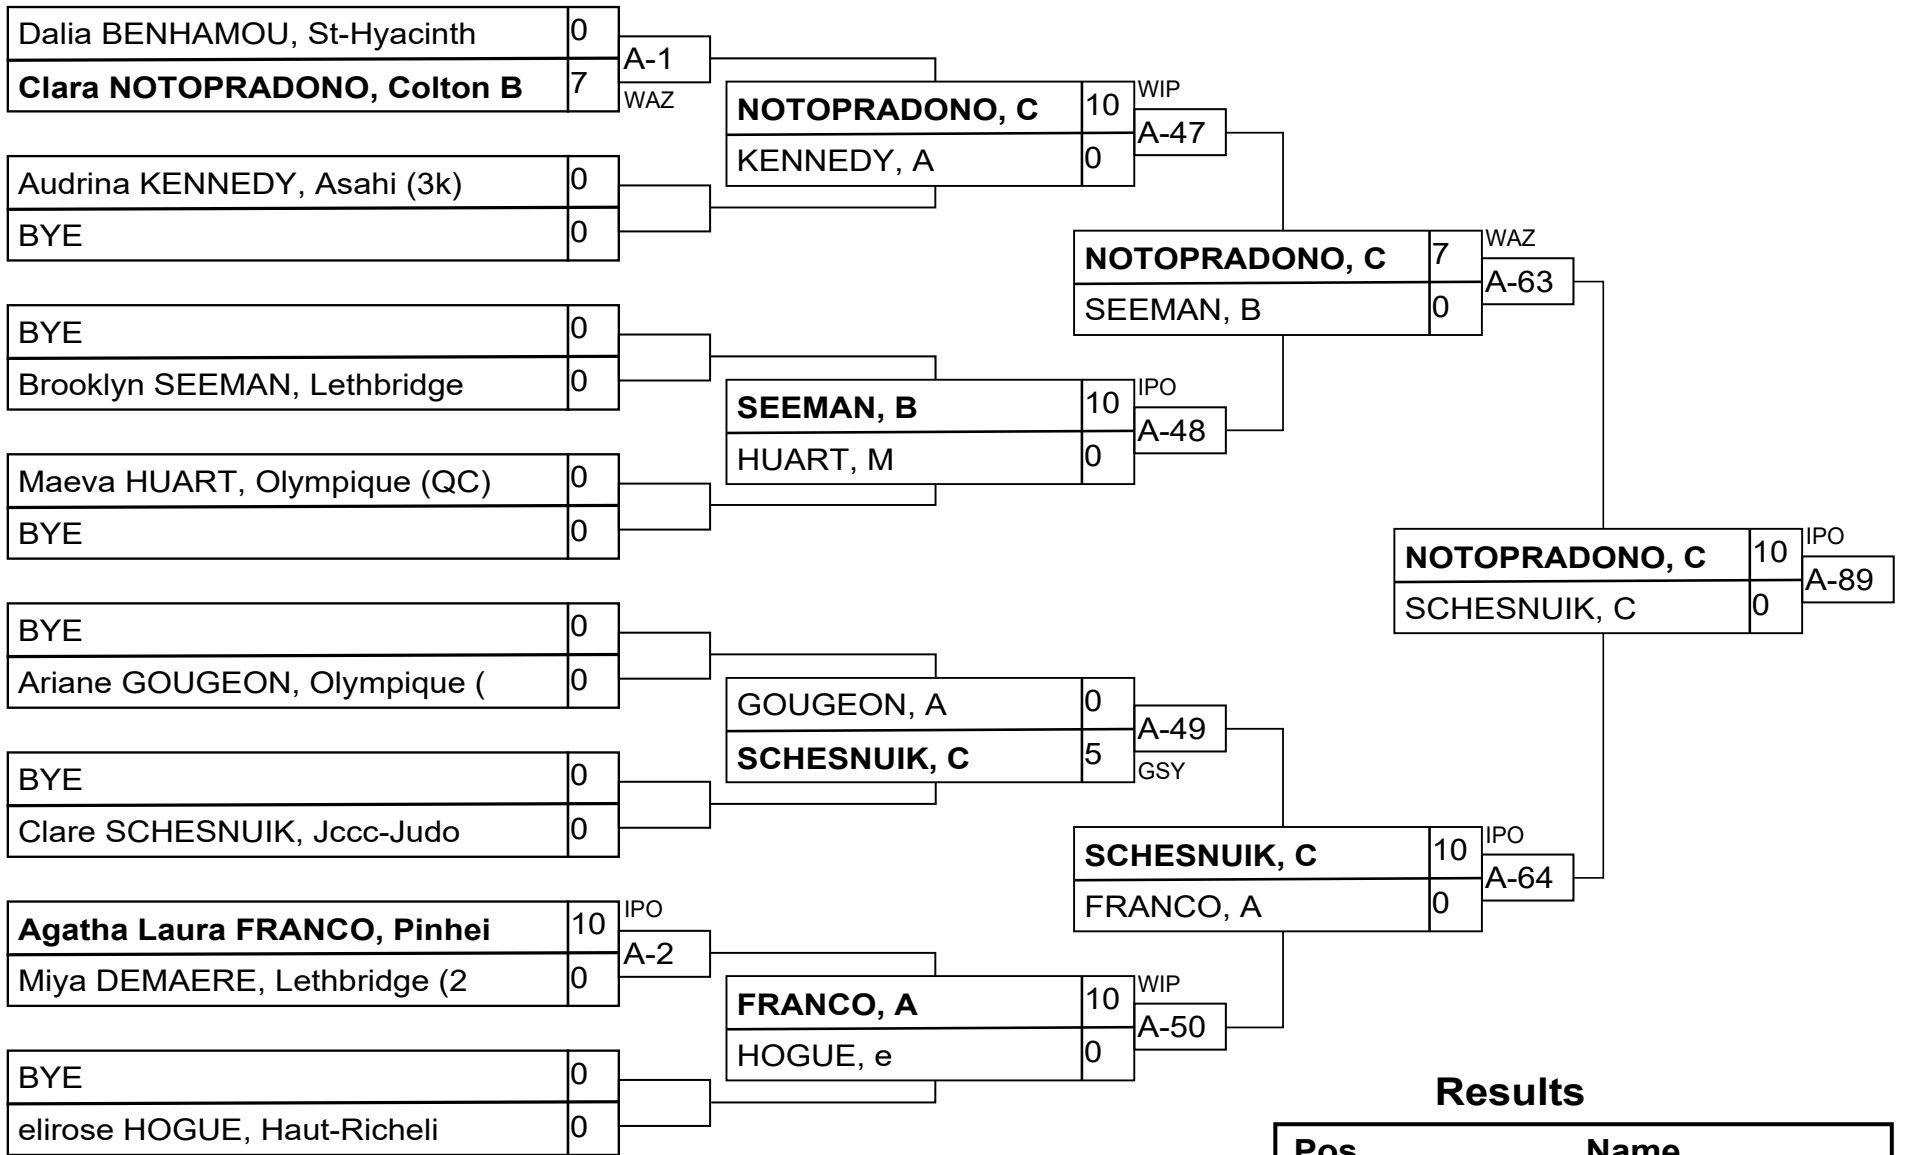 Dalia BENHAMOU, St-Hyacinth 0
Clara NOTOPRADONO, Colton B 7
A-1
WAZ
Audrina KENNEDY, Asahi (3k) 0
BYE 0
BYE 0
Brooklyn SEEMAN, Lethbridge 0
Maeva HUART, Olympique (QC) 0
BYE 0
BYE 0
Ariane GOUGEON, Olympique ( 0
BYE 0
Clare SCHESNUIK, Jccc-Judo 0
Agatha Laura FRANCO, Pinhei 10
IPO
A-2
Miya DEMAERE, Lethbridge (2 0
BYE 0
elirose HOGUE, Haut-Richeli 0
NOTOPRADONO, C 10
WIP
A-47
KENNEDY, A 0
SEEMAN, B 10
IPO
A-48
HUART, M 0
GOUGEON, A 0
A-49
SCHESNUIK, C 5
GSY
FRANCO, A 10
WIP
A-50
HOGUE, e 0
NOTOPRADONO, C 7
WAZ
A-63
SEEMAN, B 0
SCHESNUIK, C 10
IPO
A-64
FRANCO, A 0
NOTOPRADONO, C 10
IPO
A-89
SCHESNUIK, C 0
Results
Pos Name